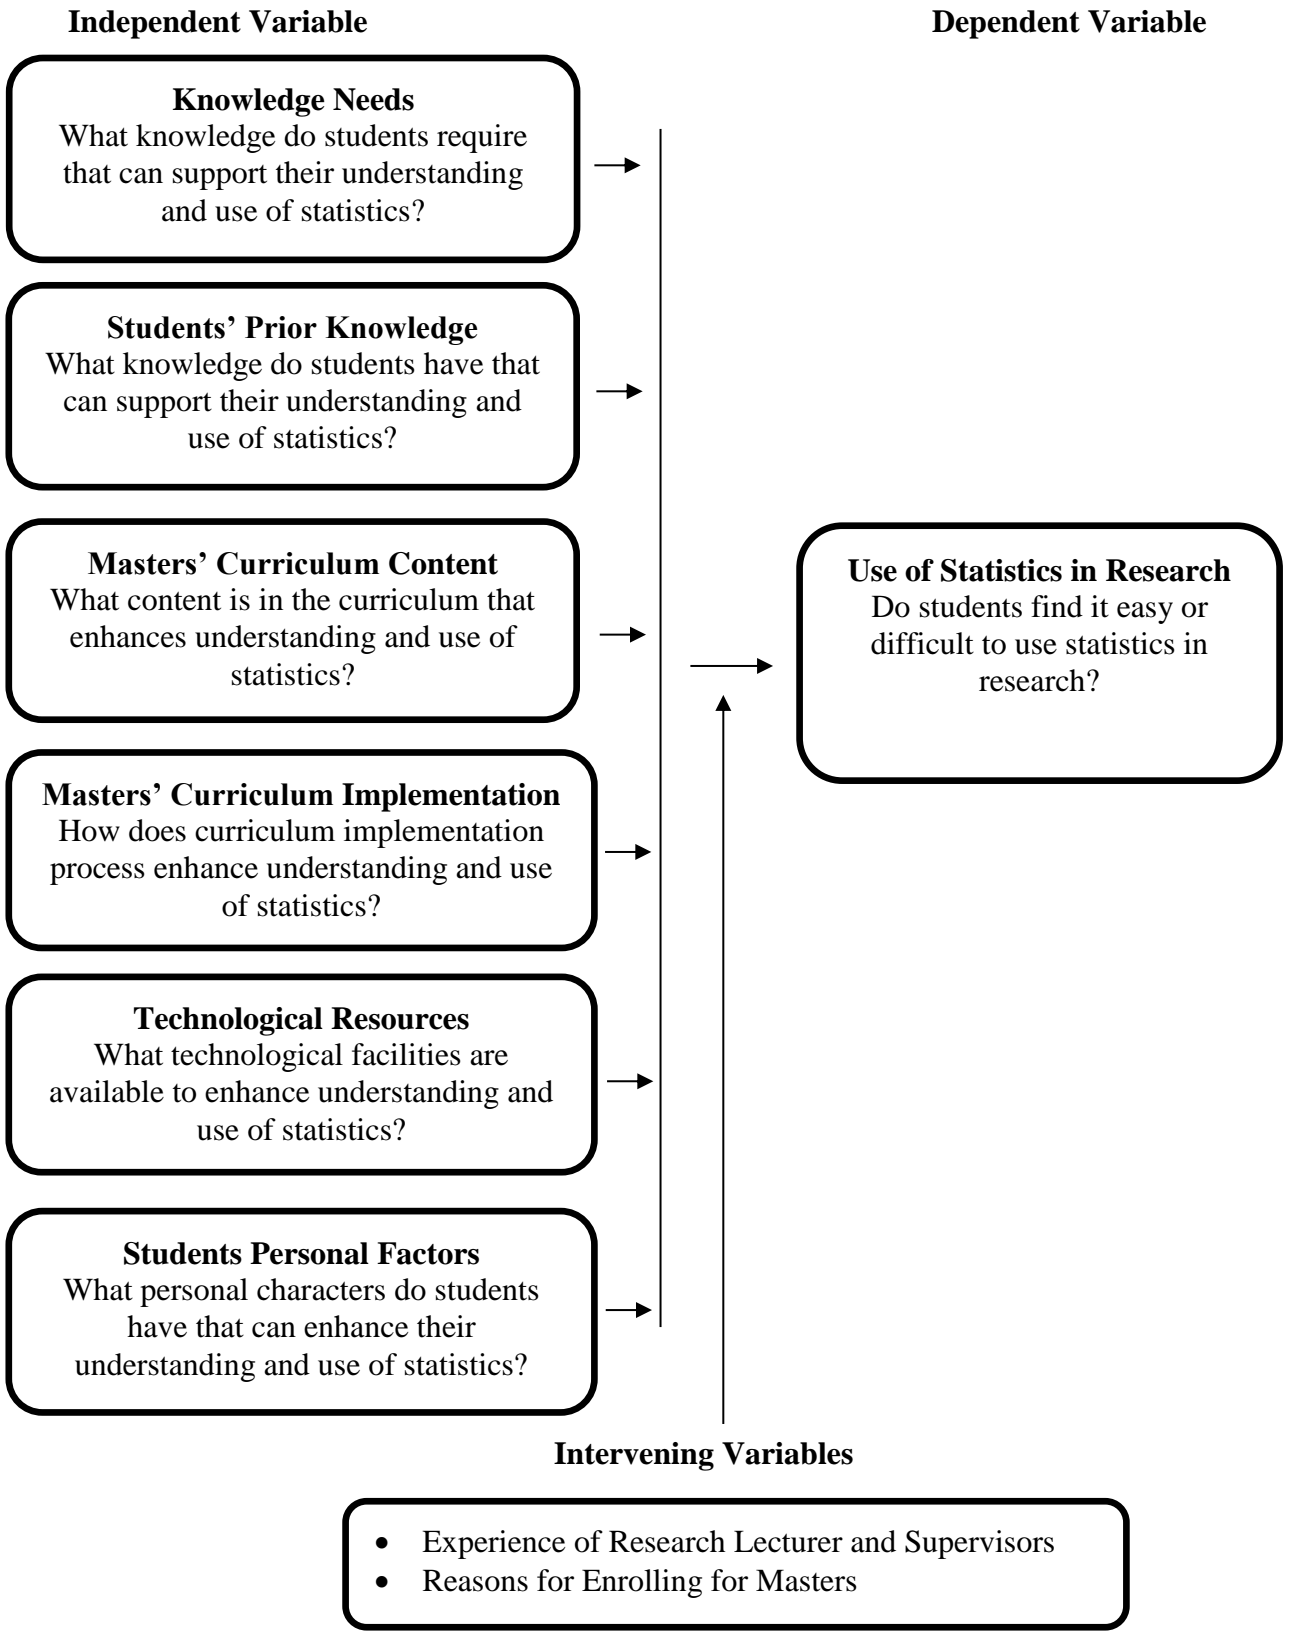 Independent Variable
Dependent Variable
Knowledge Needs
What knowledge do students require
that can support their understanding
and use of statistics?
Students’ Prior Knowledge
What knowledge do students have that
can support their understanding and
use of statistics?
Masters’ Curriculum Content
What content is in the curriculum that
enhances understanding and use of
statistics?
Masters’ Curriculum Implementation
How does curriculum implementation
process enhance understanding and use
of statistics?
Technological Resources
What technological facilities are
available to enhance understanding and
use of statistics?
Students Personal Factors
What personal characters do students
have that can enhance their
understanding and use of statistics?
Use of Statistics in Research
Do students find it easy or
difficult to use statistics in
research?
Intervening Variables
• Experience of Research Lecturer and Supervisors
• Reasons for Enrolling for Masters